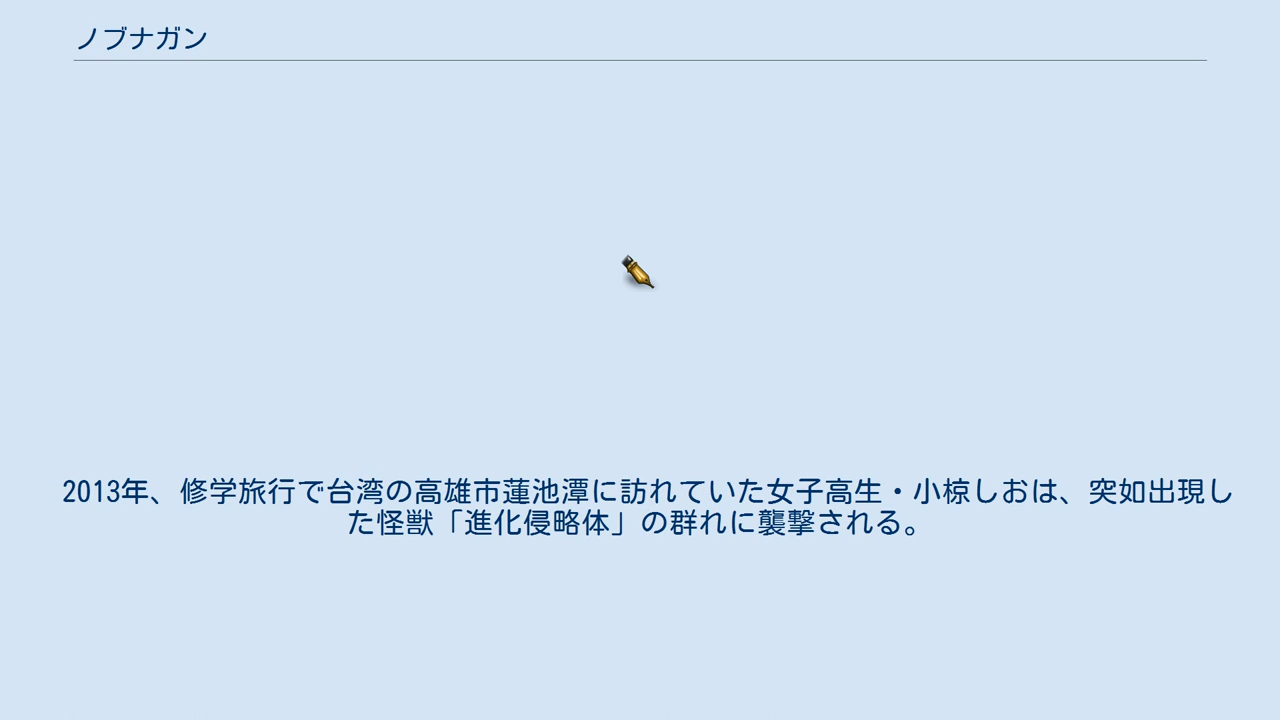 ノブナガン
2013年、修学旅行で台湾の高雄市蓮池潭に訪れていた女子高生・小椋しおは、突如出現し
た怪獣「進化侵略体」の群れに襲撃される。